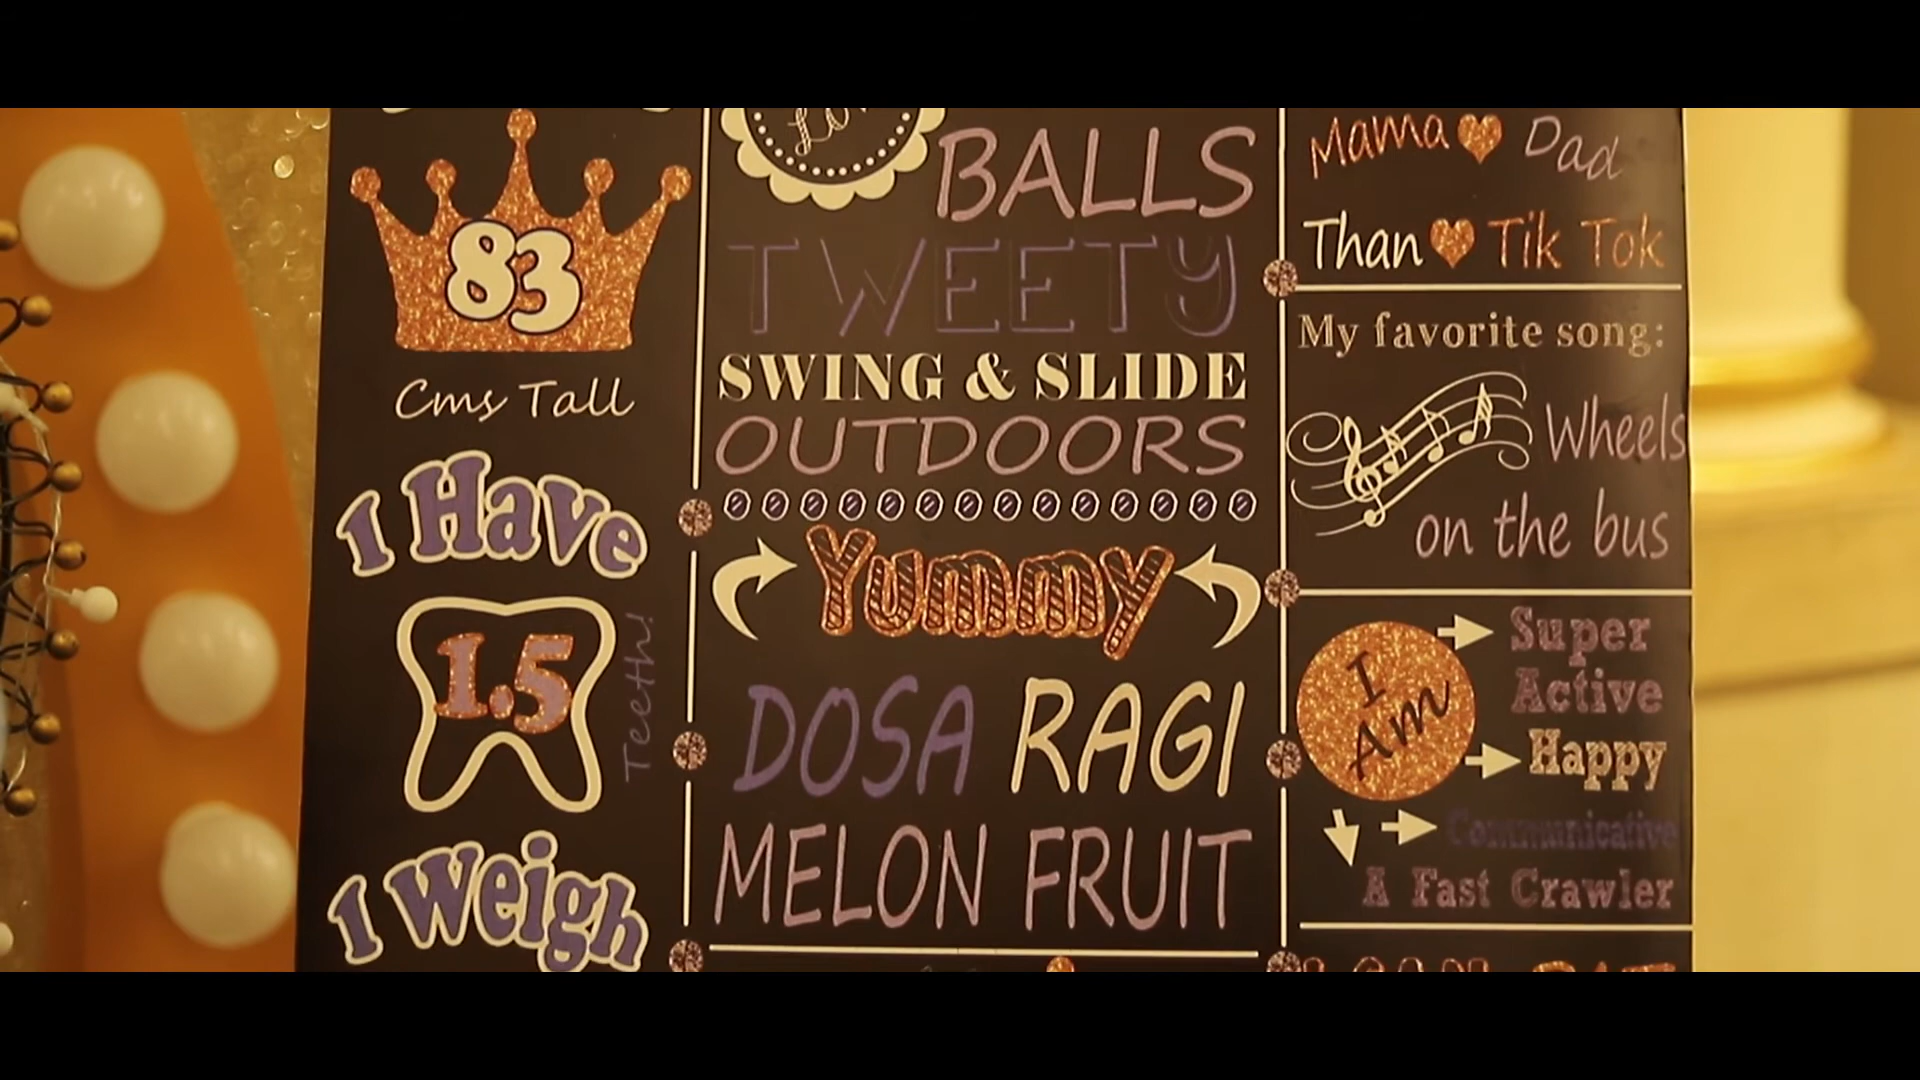 83
Cms Tall
I Have
1.5
Teeth!
I Weigh
BALLS
TWEETY
SWING & SLIDE
OUTDOORS
Yummy
DOSA RAGI
MELON FRUIT
Mama Dad
Than Tik Tok
My favorite song:
Wheels
on the bus
I
Am
Super
Active
Happy
Communicative
A Fast Crawler